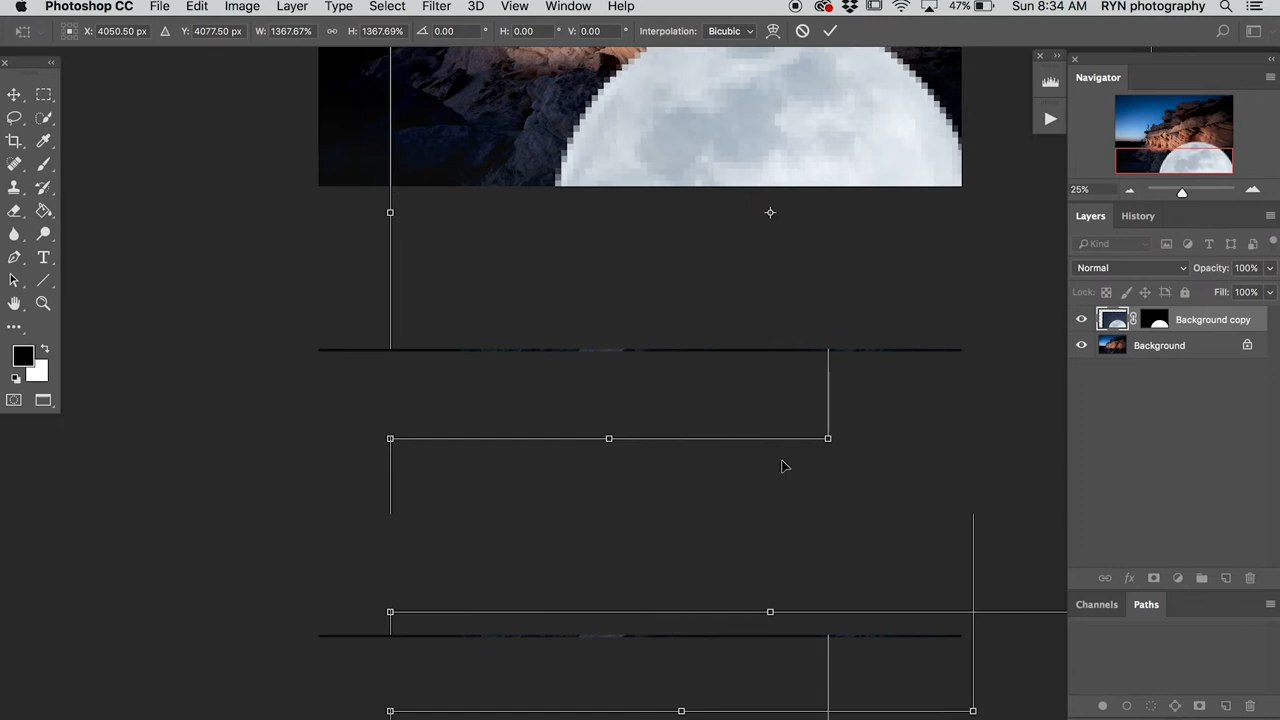 Photoshop CC File Edit Image Layer Type Select Filter 3D View Window Help 47% Sun 8:34 AM RYN photography
X: 4050.50 px Y: 4077.50 px W: 1367.67% H: 1367.69% 0.00 ° H: 0.00 ° V: 0.00 ° Interpolation: Bicubic
Navigator
25%
Layers History
Kind
Normal Opacity: 100%
Lock: Fill: 100%
Background copy
Background
Channels Paths